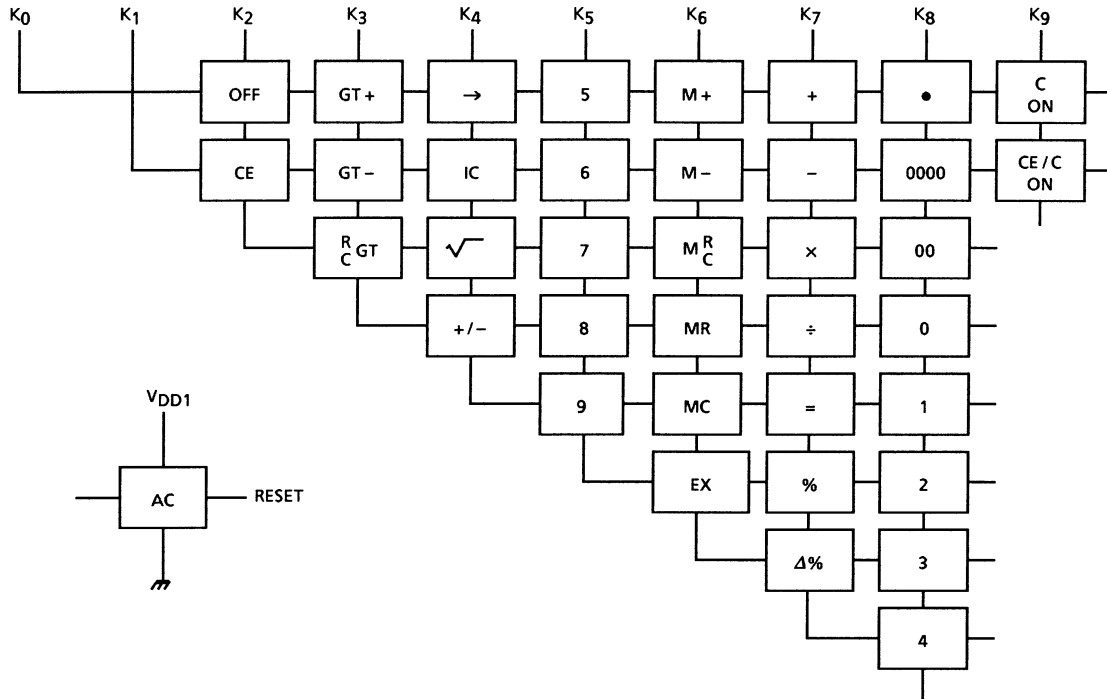 K0 K1 K2 K3 K4 K5 K6 K7 K8 K9
OFF GT+ → 5 M+ + • C ON
CE GT− IC 6 M− − 0000 CE/C ON
R C GT √ 7 M R C × 00
+/− 8 MR ÷ 0
9 MC = 1
VDD1
EX % 2
AC RESET
Δ% 3
4